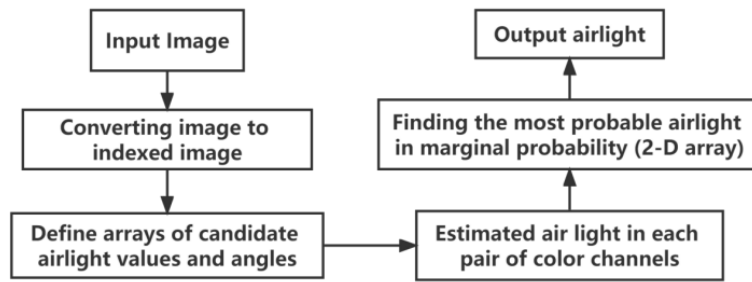 Input Image
Converting image to
indexed image
Define arrays of candidate
airlight values and angles
Estimated air light in each
pair of color channels
Finding the most probable airlight
in marginal probability (2-D array)
Output airlight